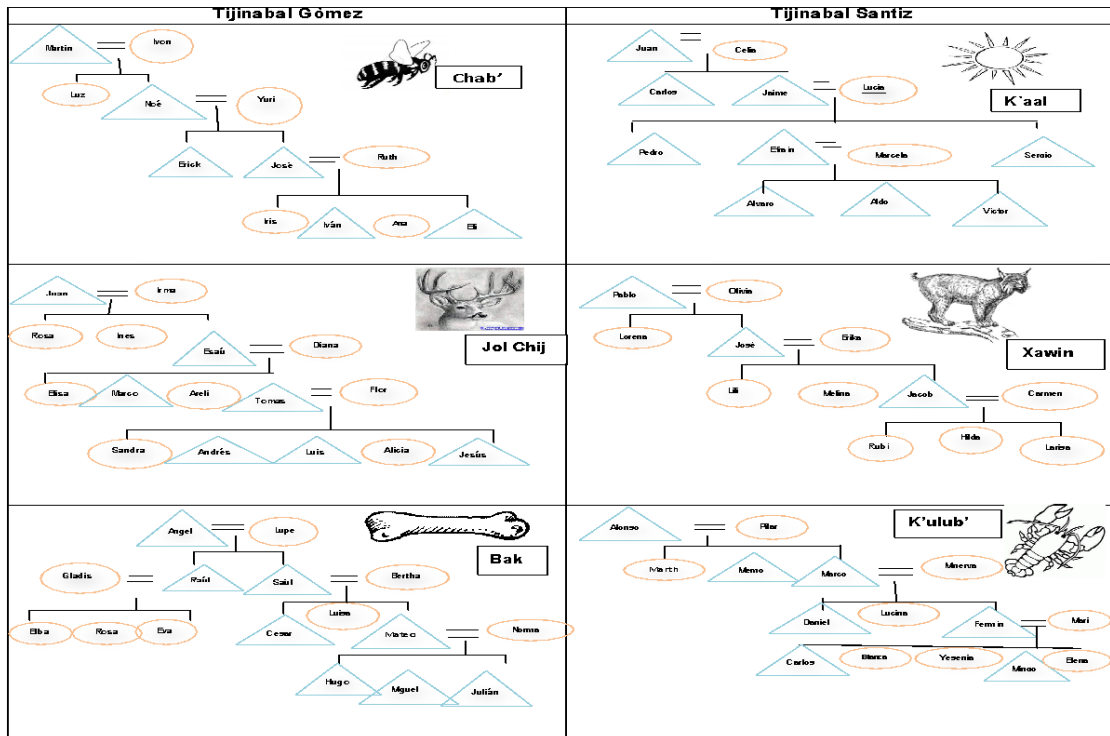 Tijinabal Gómez
Tijinabal Santiz
Martin Ivon
Chab’
Luz Noé Yuri
Erick José Ruth
Iris Iván Ana Eli
Juan Celia
K`aal
Carlos Jaime Lucia
Pedro Efrain Marcela Sergio
Alvaro Aldo Victor
Juan Irma
Jol Chij
Rosa Ines
Esaú Diana
Elisa Marco Areli Tomas Flor
Sandra Andrés Luis Alicia Jesús
Pablo Olivia
Xawin
Lorena José Erika
Lili Melina Jacob Carmen
Rubi Hilda Larisa
Angel Lupe
Bak
Gladis Raúl Saúl Bertha
Elba Rosa Eva
Cesar Luisa Mateo Norma
Hugo Miguel Julián
Alonso Pilar
K’ulub’
Marth Memo Marco Minerva
Daniel Lucina Fermin Mari
Carlos Blanca Yesenia Elena